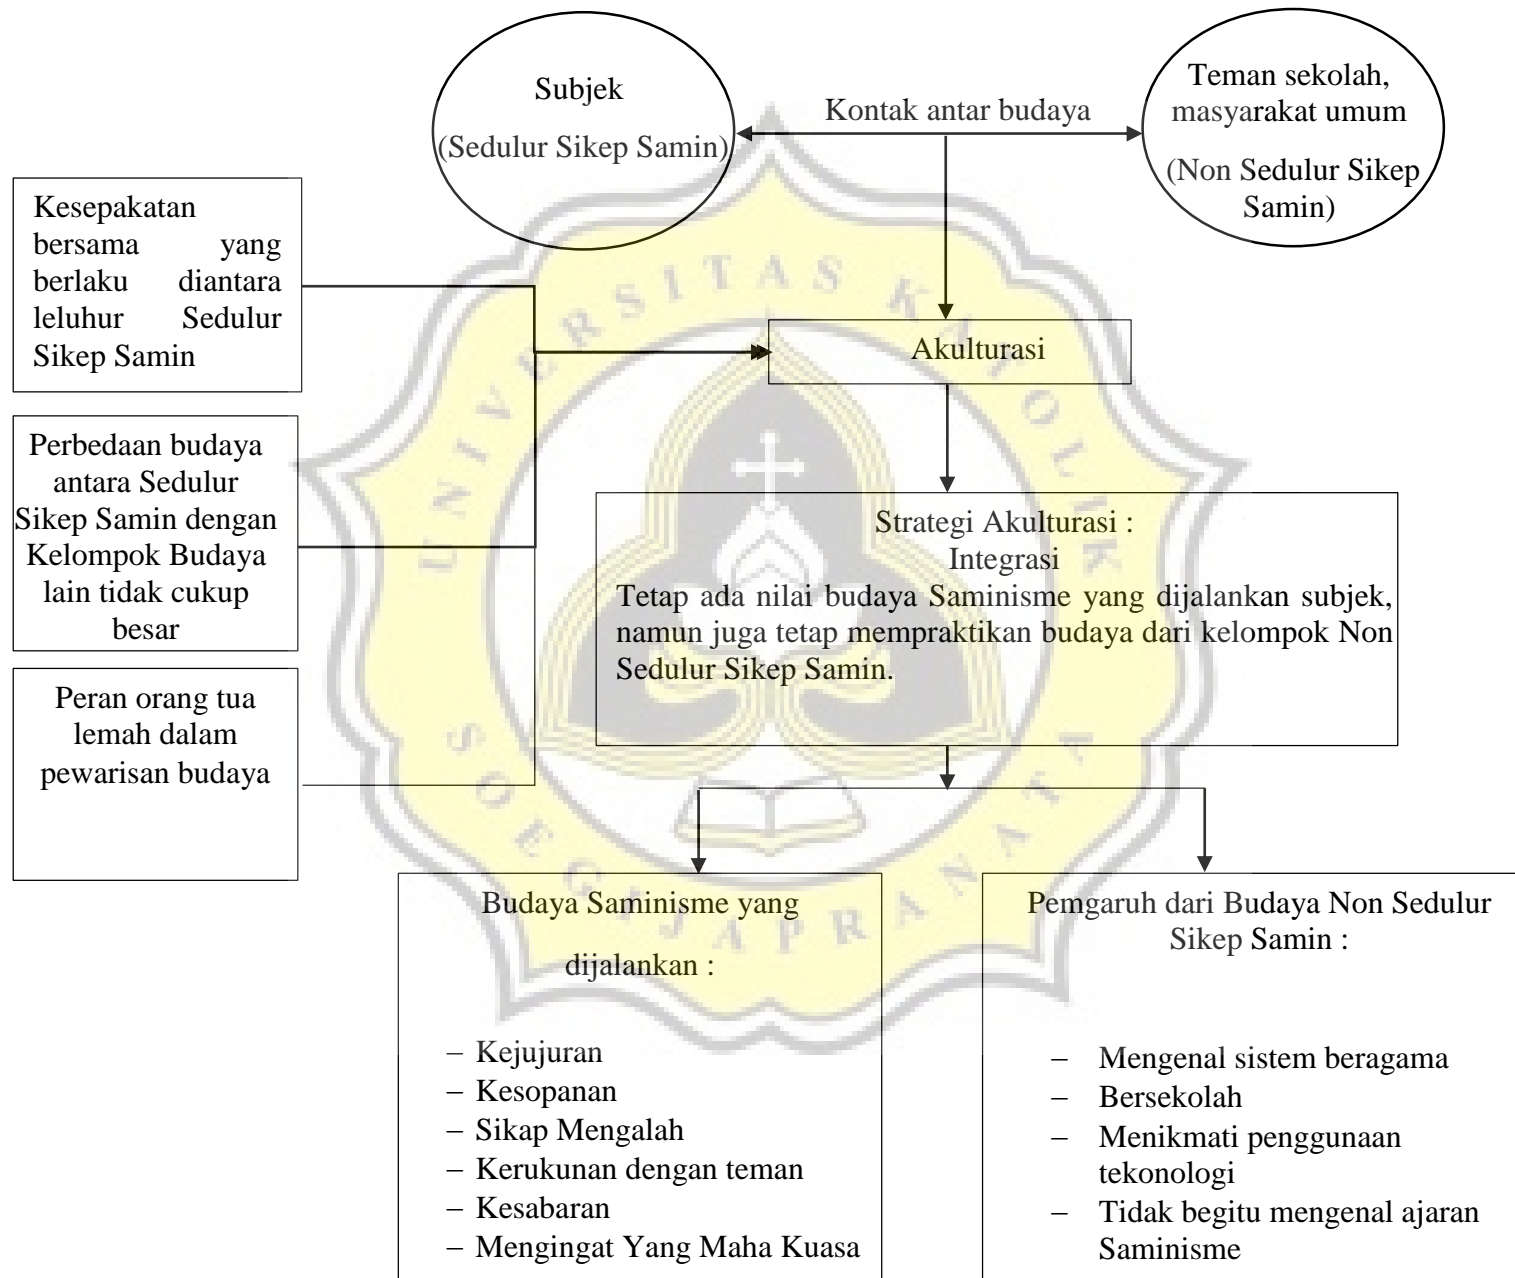 Subjek
(Sedulur Sikep Samin)
Kontak antar budaya
Teman sekolah,
masyarakat umum
(Non Sedulur Sikep
Samin)
Kesepakatan
bersama yang
berlaku diantara
leluhur Sedulur
Sikep Samin
Akulturasi
Perbedaan budaya
antara Sedulur
Sikep Samin dengan
Kelompok Budaya
lain tidak cukup
besar
Strategi Akulturasi :
Integrasi
Tetap ada nilai budaya Saminisme yang dijalankan subjek,
namun juga tetap mempraktikan budaya dari kelompok Non
Sedulur Sikep Samin.
Peran orang tua
lemah dalam
pewarisan budaya
Budaya Saminisme yang
dijalankan :
– Kejujuran
– Kesopanan
– Sikap Mengalah
– Kerukunan dengan teman
– Kesabaran
– Mengingat Yang Maha Kuasa
Pemgaruh dari Budaya Non Sedulur
Sikep Samin :
– Mengenal sistem beragama
– Bersekolah
– Menikmati penggunaan
tekonologi
– Tidak begitu mengenal ajaran
Saminisme
UNIVERSITAS KATOLIK
SOEGIJAPRANATA